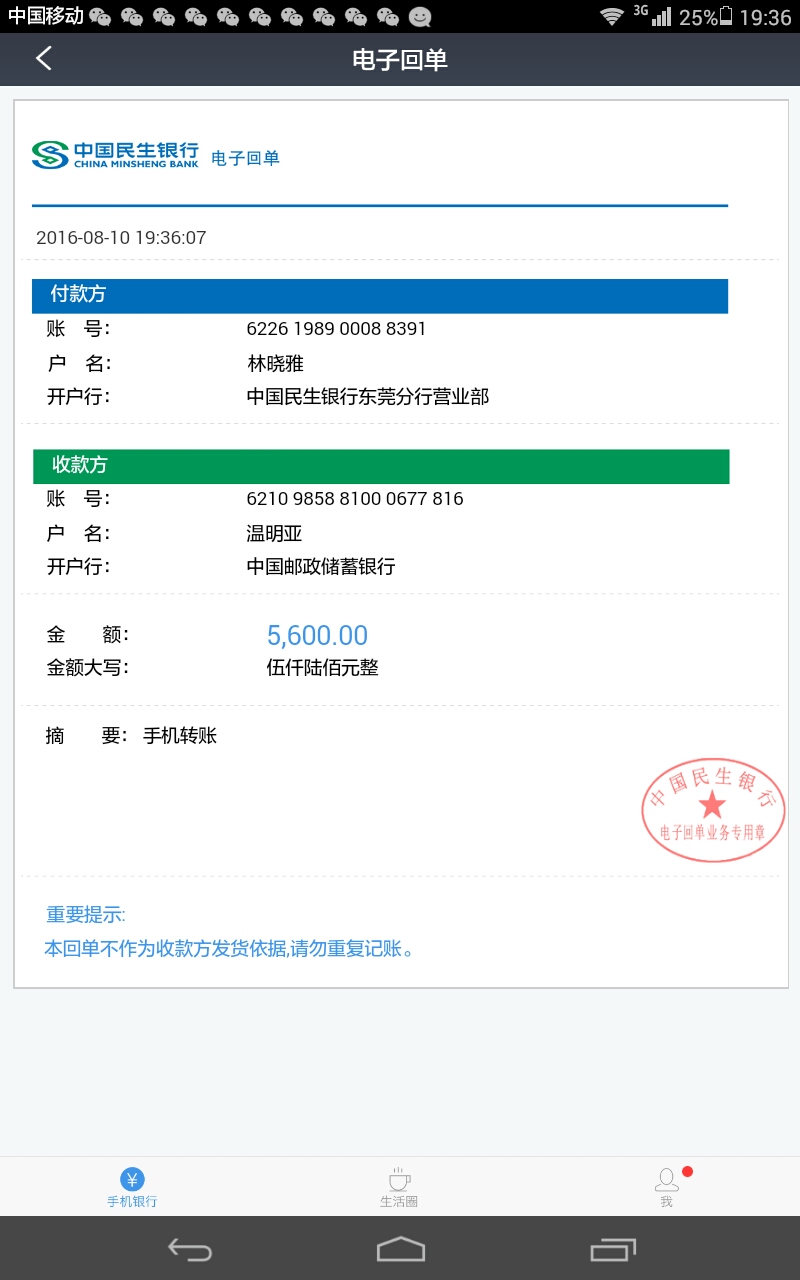 中国移动 3G 25% 19:36
电子回单
中国民生银行 电子回单
CHINA MINSHENG BANK
2016-08-10 19:36:07
付款方
账 号: 6226 1989 0008 8391
户 名: 林晓雅
开户行: 中国民生银行东莞分行营业部
收款方
账 号: 6210 9858 8100 0677 816
户 名: 温明亚
开户行: 中国邮政储蓄银行
金 额: 5,600.00
金额大写: 伍仟陆佰元整
摘 要: 手机转账
中国民生银行
电子回单业务专用章
重要提示:
本回单不作为收款方发货依据,请勿重复记账。
¥
手机银行 生活圈 我